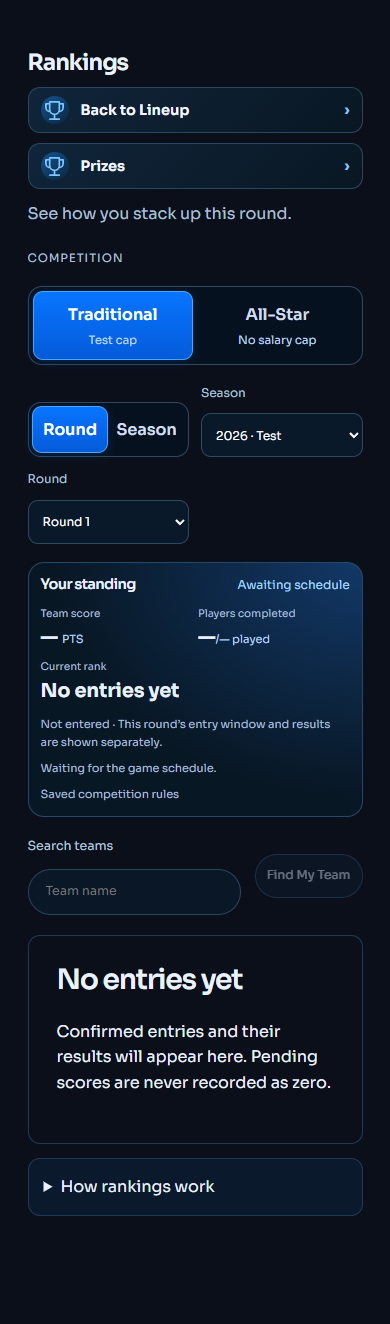 Rankings
Back to Lineup ›
Prizes ›
See how you stack up this round.
COMPETITION
Traditional
Test cap
All-Star
No salary cap
Round
Season
Season
2026 · Test
Round
Round 1
Your standing
Awaiting schedule
Team score
— PTS
Players completed
—/— played
Current rank
No entries yet
Not entered · This round’s entry window and results
are shown separately.
Waiting for the game schedule.
Saved competition rules
Search teams
Team name
Find My Team
No entries yet
Confirmed entries and their
results will appear here. Pending
scores are never recorded as zero.
How rankings work